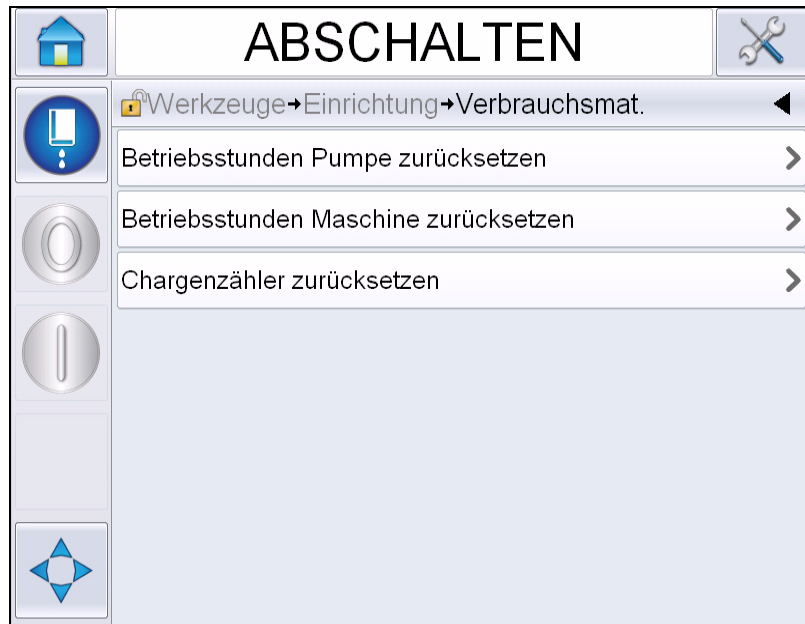 ABSCHALTEN
Werkzeuge→Einrichtung→Verbrauchsmat.
Betriebsstunden Pumpe zurücksetzen
Betriebsstunden Maschine zurücksetzen
Chargenzähler zurücksetzen